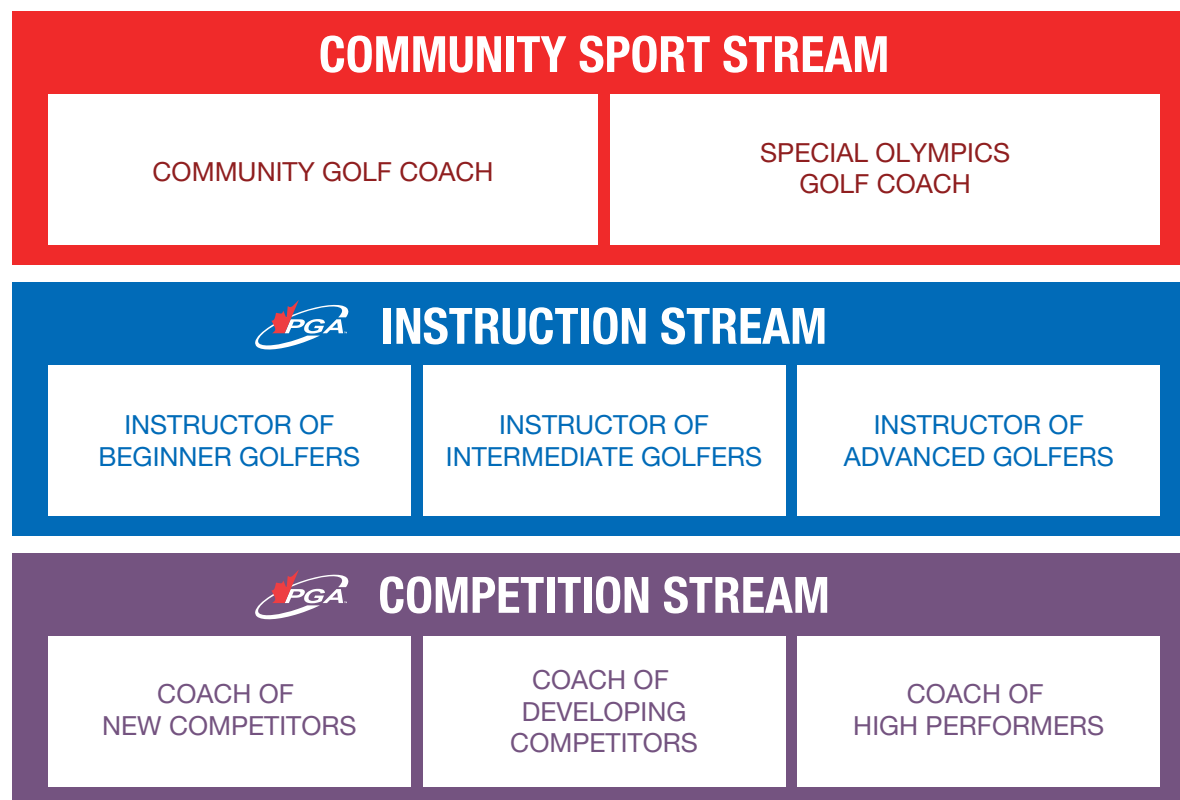 COMMUNITY SPORT STREAM
COMMUNITY GOLF COACH
SPECIAL OLYMPICS
GOLF COACH
PGA
INSTRUCTION STREAM
INSTRUCTOR OF
BEGINNER GOLFERS
INSTRUCTOR OF
INTERMEDIATE GOLFERS
INSTRUCTOR OF
ADVANCED GOLFERS
PGA
COMPETITION STREAM
COACH OF
NEW COMPETITORS
COACH OF
DEVELOPING
COMPETITORS
COACH OF
HIGH PERFORMERS